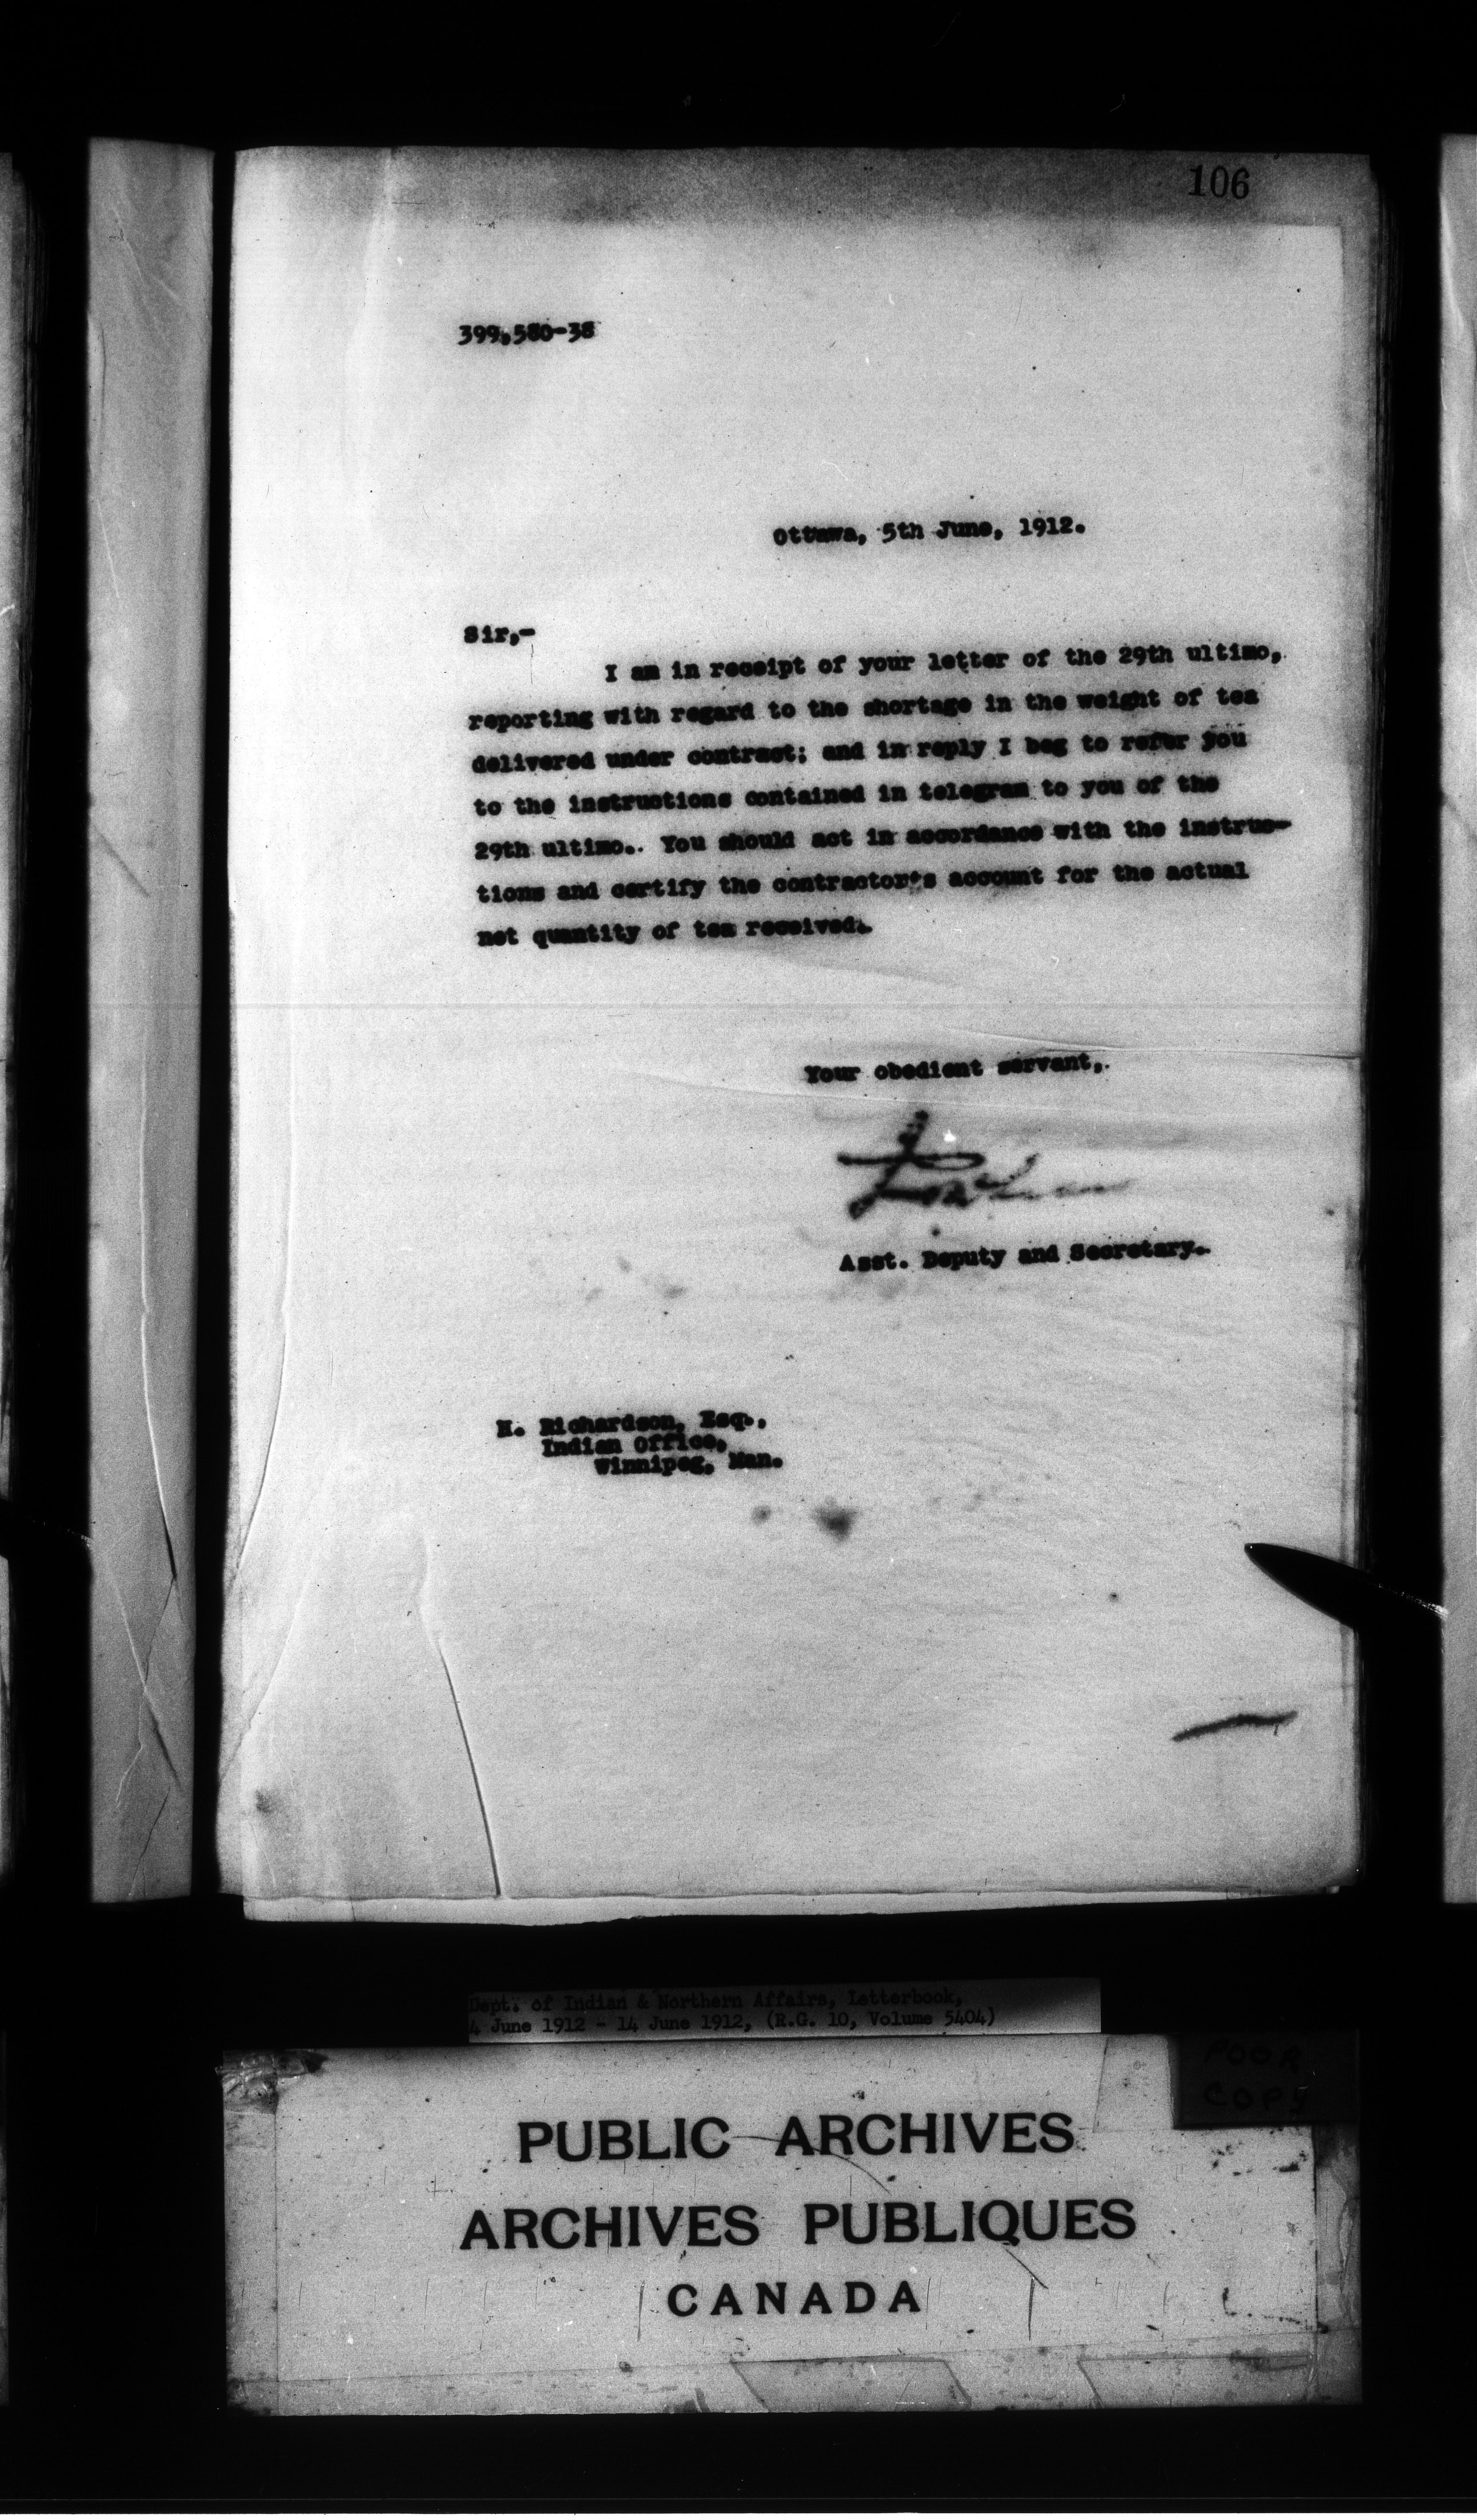 106
399,580-38
Ottawa, 5th June, 1912.
Sir,-
I am in receipt of your letter of the 29th ultimo,
reporting with regard to the shortage in the weight of tea
delivered under contract; and in reply I beg to refer you
to the instructions contained in telegram to you of the
29th ultimo. You should act in accordance with the instruc-
tions and certify the contractor's account for the actual
net quantity of tea received.
Your obedient servant,
Asst. Deputy and Secretary.
H. Richardson, Esq.,
Indian Office,
Winnipeg, Man.
Dept. of Indian & Northern Affairs, Letterbook,
4 June 1912 - 14 June 1912, (R.G. 10, Volume 5404)
POOR
COPY
PUBLIC ARCHIVES
ARCHIVES PUBLIQUES
CANADA